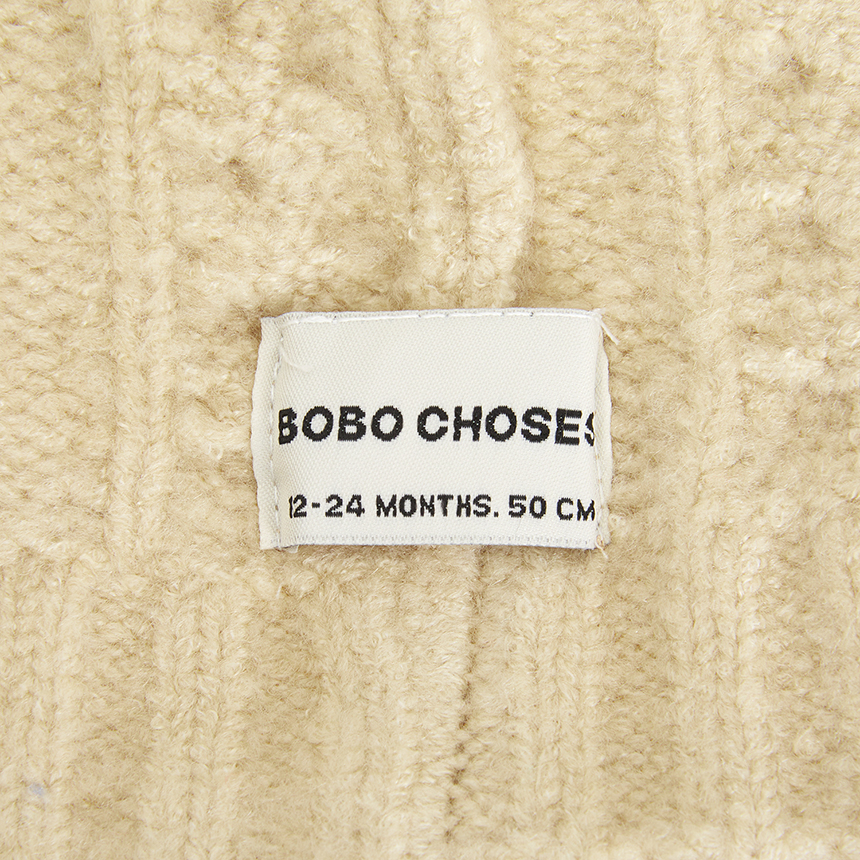 BOBO CHOSES
12-24 MONTHS. 50 CM